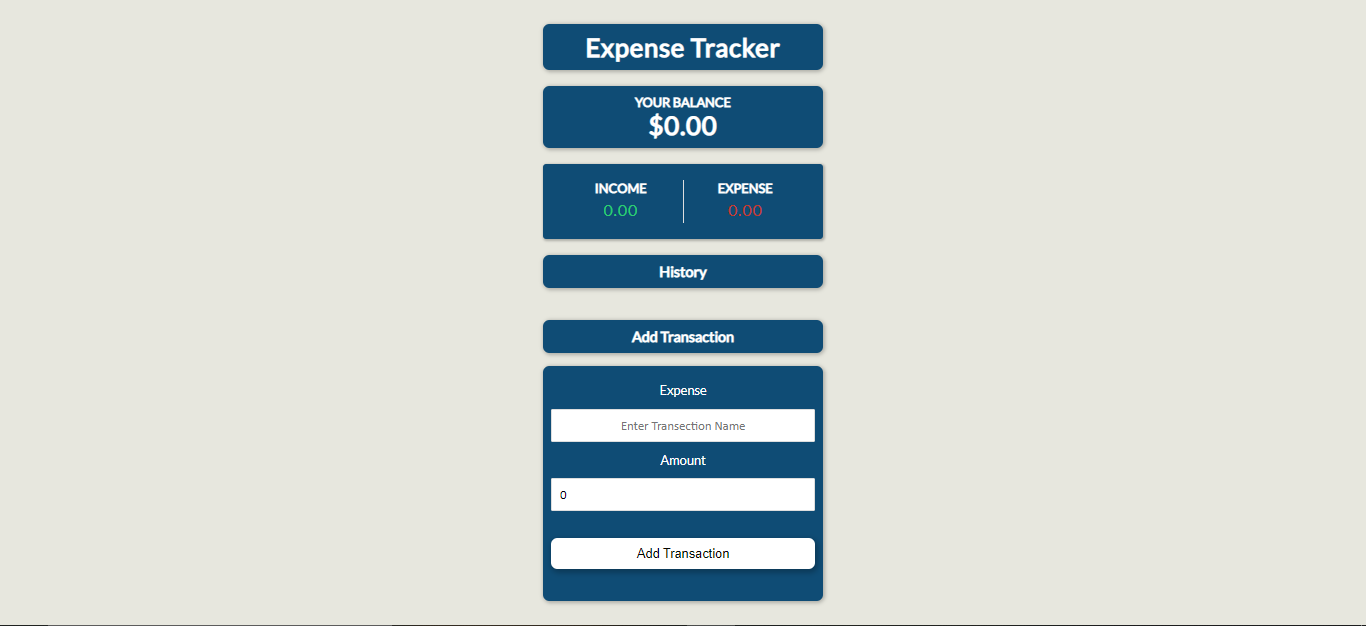 Expense Tracker
YOUR BALANCE
$0.00
INCOME EXPENSE
0.00 0.00
History
Add Transaction
Expense
Enter Transection Name
Amount
0
Add Transaction